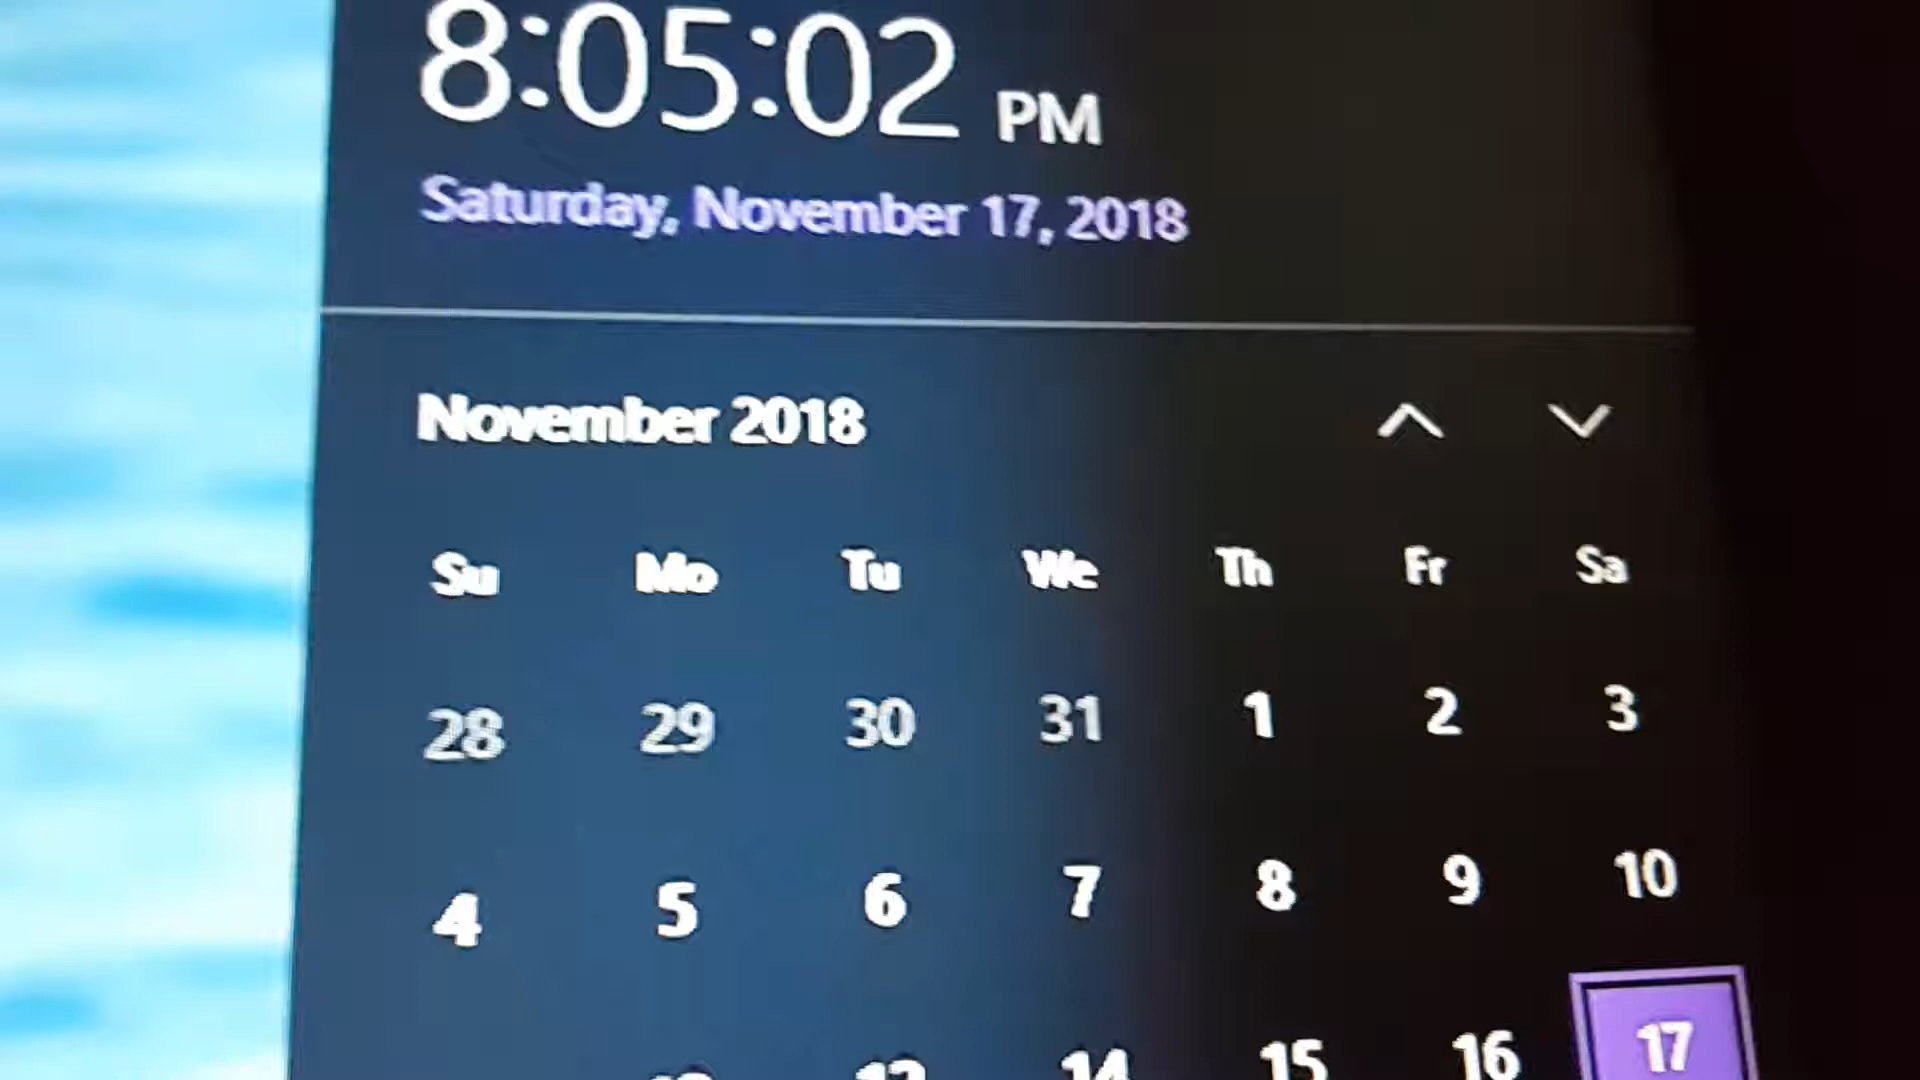 8:05:02 PM
Saturday, November 17, 2018
November 2018
Su Mo Tu We Th Fr Sa
28 29 30 31 1 2 3
4 5 6 7 8 9 10
14 15 16 17